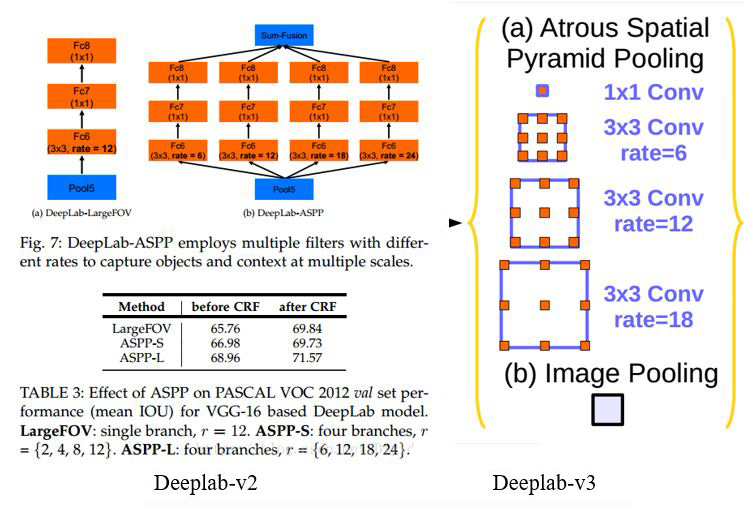 Fc8
(1x1)
Fc7
(1x1)
Fc6
(3x3, rate = 12)
Pool5
(a) DeepLab-LargeFOV
Sum-Fusion
Fc8
(1x1)
Fc8
(1x1)
Fc8
(1x1)
Fc8
(1x1)
Fc7
(1x1)
Fc7
(1x1)
Fc7
(1x1)
Fc7
(1x1)
Fc6
(3x3, rate = 6)
Fc6
(3x3, rate = 12)
Fc6
(3x3, rate = 18)
Fc6
(3x3, rate = 24)
Pool5
(b) DeepLab-ASPP
Fig. 7: DeepLab-ASPP employs multiple filters with differ-
ent rates to capture objects and context at multiple scales.
Method before CRF after CRF
LargeFOV 65.76 69.84
ASPP-S 66.98 69.73
ASPP-L 68.96 71.57
TABLE 3: Effect of ASPP on PASCAL VOC 2012 val set per-
formance (mean IOU) for VGG-16 based DeepLab model.
LargeFOV: single branch, r = 12. ASPP-S: four branches, r
= {2, 4, 8, 12}. ASPP-L: four branches, r = {6, 12, 18, 24}.
Deeplab-v2
(a) Atrous Spatial
Pyramid Pooling
1x1 Conv
3x3 Conv
rate=6
3x3 Conv
rate=12
3x3 Conv
rate=18
(b) Image Pooling
Deeplab-v3